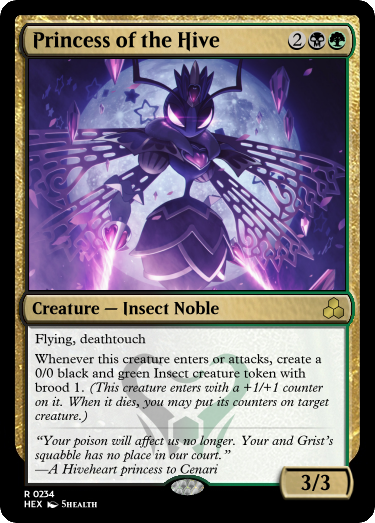 Princess of the Hive 2
Creature — Insect Noble
Flying, deathtouch
Whenever this creature enters or attacks, create a
0/0 black and green Insect creature token with
brood 1. (This creature enters with a +1/+1 counter
on it. When it dies, you may put its counters on target
creature.)
“Your poison will affect us no longer. Your and Grist’s
squabble has no place in our court.”
—A Hiveheart princess to Cenari
3/3
R 0234
HEX 5HEALTH